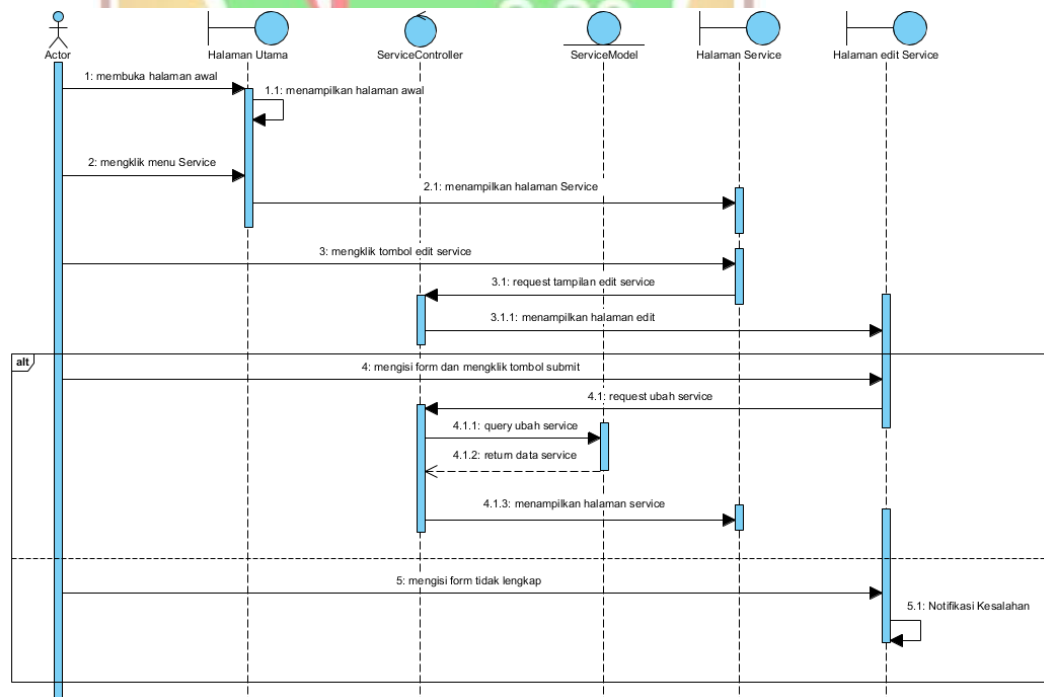 Actor
Halaman Utama
ServiceController
ServiceModel
Halaman Service
Halaman edit Service
1: membuka halaman awal
1.1: menampilkan halaman awal
2: mengklik menu Service
2.1: menampilkan halaman Service
3: mengklik tombol edit service
3.1: request tampilan edit service
3.1.1: menampilkan halaman edit
alt
4: mengisi form dan mengklik tombol submit
4.1: request ubah service
4.1.1: query ubah service
4.1.2: return data service
4.1.3: menampilkan halaman service
5: mengisi form tidak lengkap
5.1: Notifikasi Kesalahan